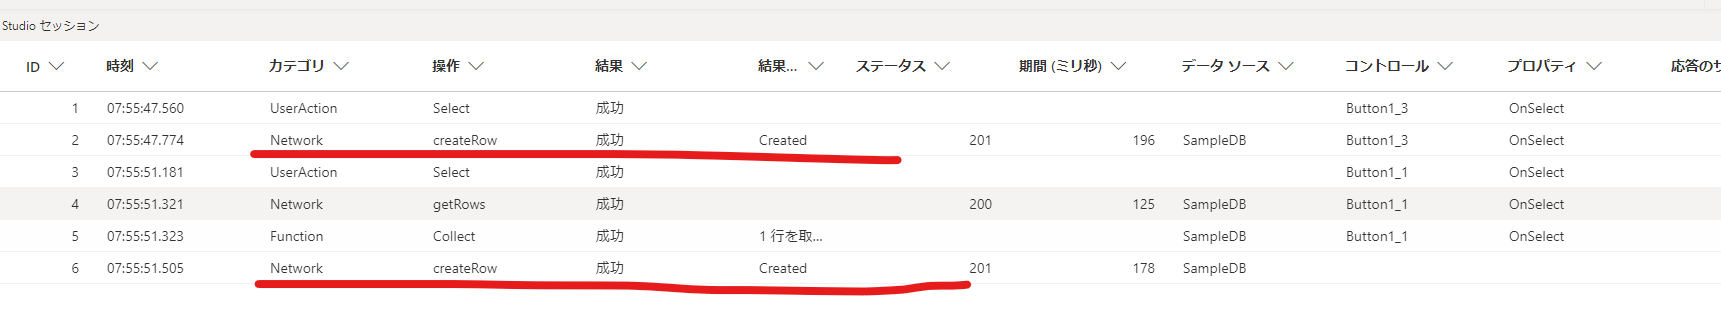 Studio セッション
ID 時刻 カテゴリ 操作 結果 結果... ステータス 期間 (ミリ秒) データ ソース コントロール プロパティ 応答の
1 07:55:47.560 UserAction Select 成功 Button1_3 OnSelect
2 07:55:47.774 Network createRow 成功 Created 201 196 SampleDB Button1_3 OnSelect
3 07:55:51.181 UserAction Select 成功 Button1_1 OnSelect
4 07:55:51.321 Network getRows 成功 200 125 SampleDB Button1_1 OnSelect
5 07:55:51.323 Function Collect 成功 1 行を取... SampleDB Button1_1 OnSelect
6 07:55:51.505 Network createRow 成功 Created 201 178 SampleDB